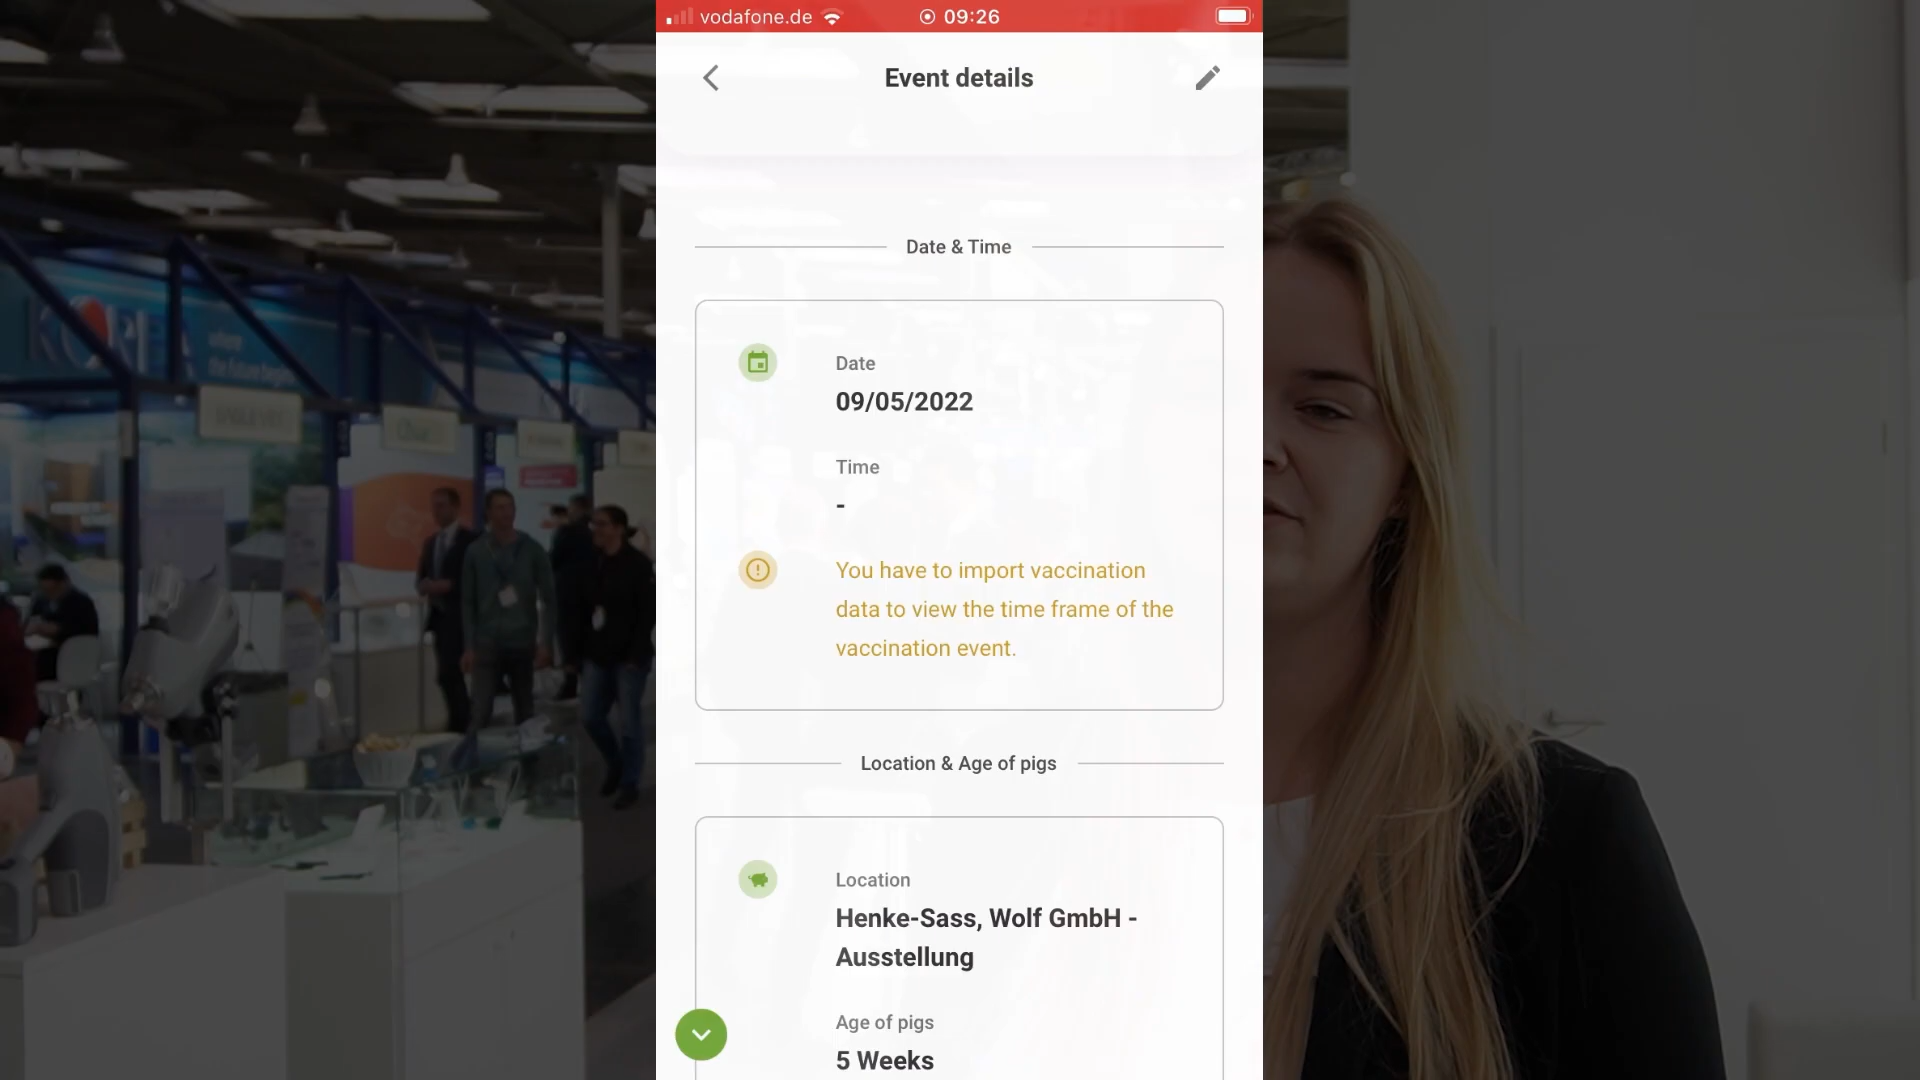 vodafone.de
09:26
Event details
Date & Time
Date
09/05/2022
Time
-
You have to import vaccination
data to view the time frame of the
vaccination event.
Location & Age of pigs
Location
Henke-Sass, Wolf GmbH -
Ausstellung
Age of pigs
5 Weeks
where